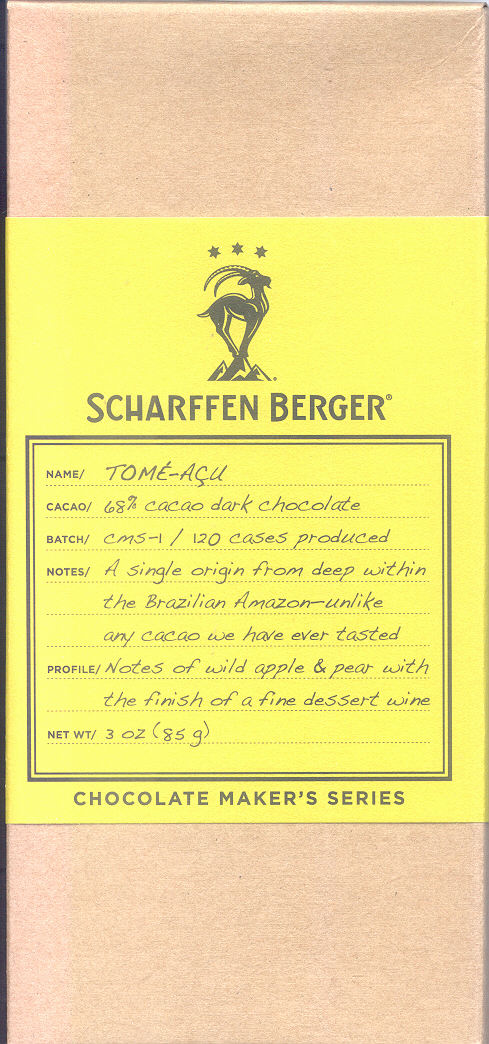 SCHARFFEN BERGER®
NAME/ TOMÉ-AÇU
CACAO/ 68% cacao dark chocolate
BATCH/ cms-1 / 120 cases produced
NOTES/ A single origin from deep within
the Brazilian Amazon-unlike
any cacao we have ever tasted
PROFILE/ Notes of wild apple & pear with
the finish of a fine dessert wine
NET WT/ 3 oz (85 g)
CHOCOLATE MAKER'S SERIES